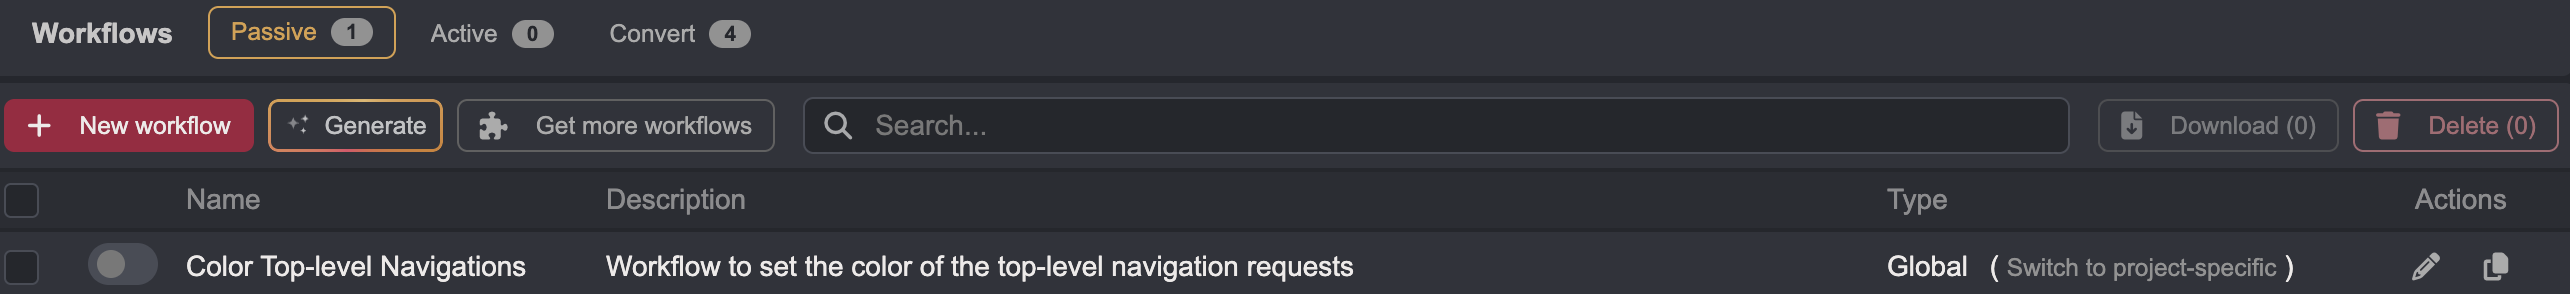 Workflows Passive 1 Active 0 Convert 4
New workflow Generate Get more workflows Search... Download (0) Delete (0)
Name Description Type Actions
Color Top-level Navigations Workflow to set the color of the top-level navigation requests Global ( Switch to project-specific )